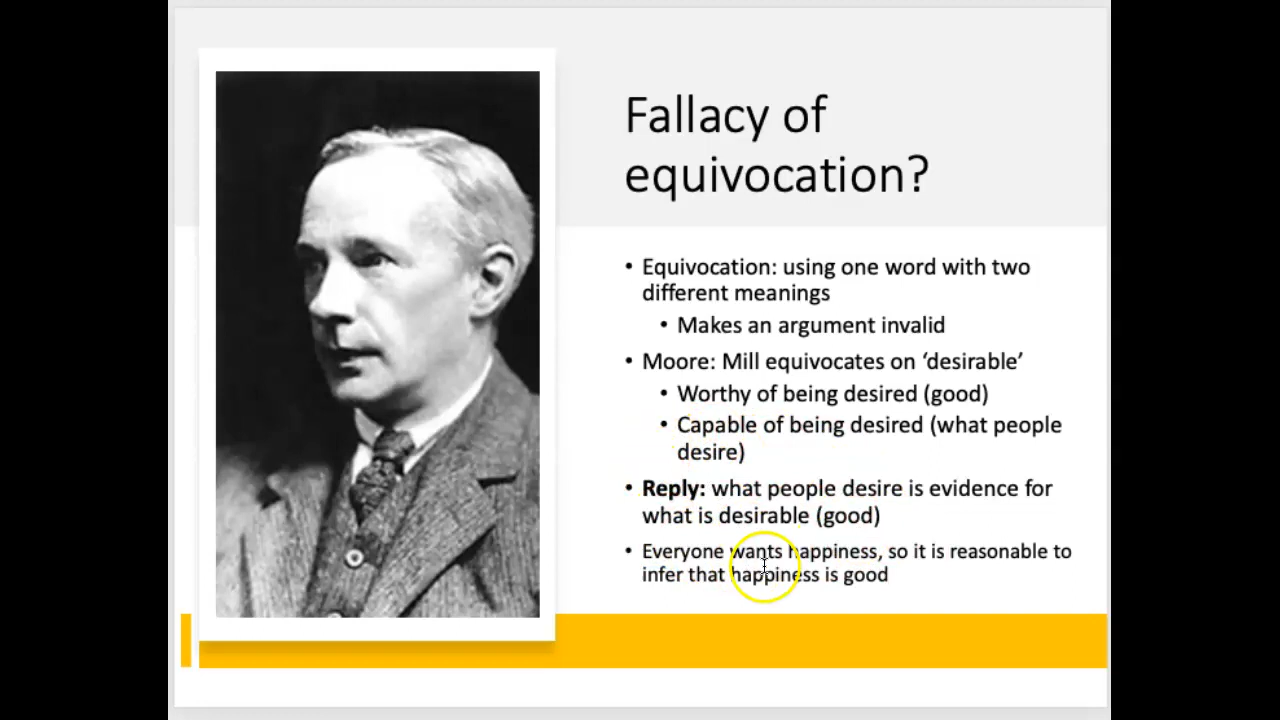 Fallacy of
equivocation?
• Equivocation: using one word with two
different meanings
• Makes an argument invalid
• Moore: Mill equivocates on ‘desirable’
• Worthy of being desired (good)
• Capable of being desired (what people
desire)
• Reply: what people desire is evidence for
what is desirable (good)
• Everyone wants happiness, so it is reasonable to
infer that happiness is good